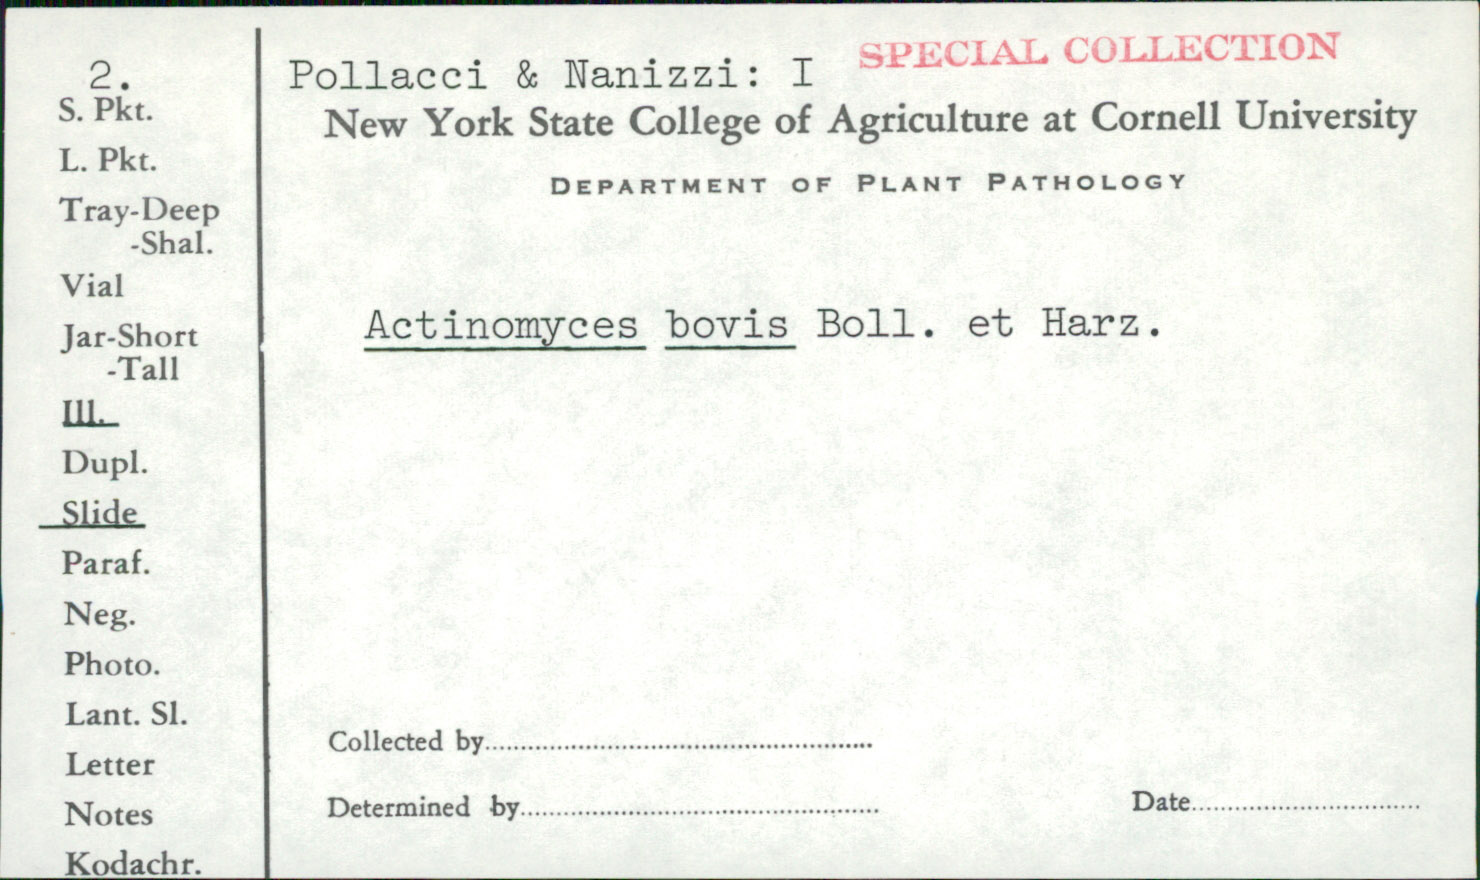 2.
S. Pkt.
L. Pkt.
Tray-Deep
-Shal.
Vial
Jar-Short
-Tall
Ill.
Dupl.
Slide
Paraf.
Neg.
Photo.
Lant. Sl.
Letter
Notes
Kodachr.
Pollacci & Nanizzi: I
SPECIAL COLLECTION
New York State College of Agriculture at Cornell University
DEPARTMENT OF PLANT PATHOLOGY
Actinomyces bovis Boll. et Harz.
Collected by
Determined by
Date